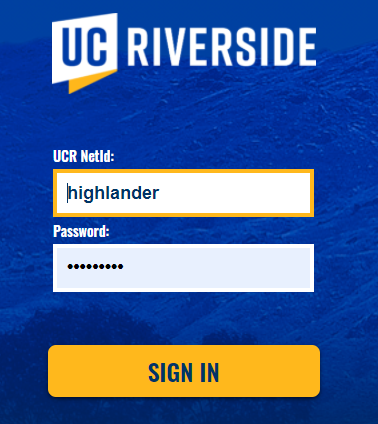 UC RIVERSIDE
UCR NetId:
highlander
Password:
•••••••••
SIGN IN